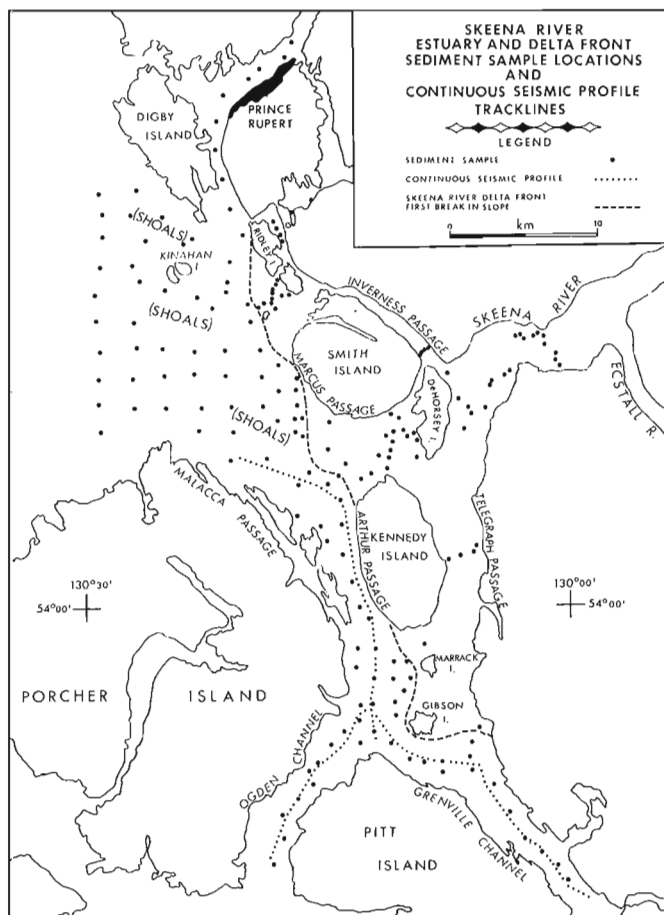 SKEENA RIVER
ESTUARY AND DELTA FRONT
SEDIMENT SAMPLE LOCATIONS
AND
CONTINUOUS SEISMIC PROFILE
TRACKLINES
LEGEND
SEDIMENT SAMPLE
CONTINUOUS SEISMIC PROFILE
SKEENA RIVER DELTA FRONT
FIRST BREAK IN SLOPE
km
0 10
DIGBY
ISLAND
PRINCE
RUPERT
(SHOALS)
KINAHAN
I.
RIDLEY I.
(SHOALS)
INVERNESS PASSAGE
SKEENA
RIVER
SMITH
ISLAND
MARCUS PASSAGE
DeHORSEY I.
ECSTALL R.
(SHOALS)
MALACCA
PASSAGE
ARTHUR PASSAGE
KENNEDY
ISLAND
TELEGRAPH PASSAGE
130°30'
54°00'
130°00'
54°00'
MARRACK
I.
PORCHER ISLAND
GIBSON
I.
OGDEN CHANNEL
GRENVILLE
CHANNEL
PITT
ISLAND